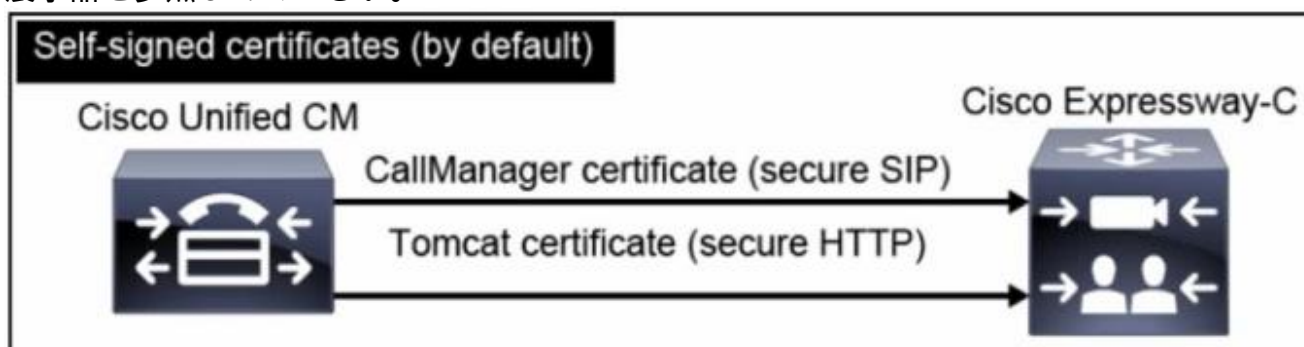 Self-signed certificates (by default)
Cisco Unified CM
Cisco Expressway-C
CallManager certificate (secure SIP)
Tomcat certificate (secure HTTP)